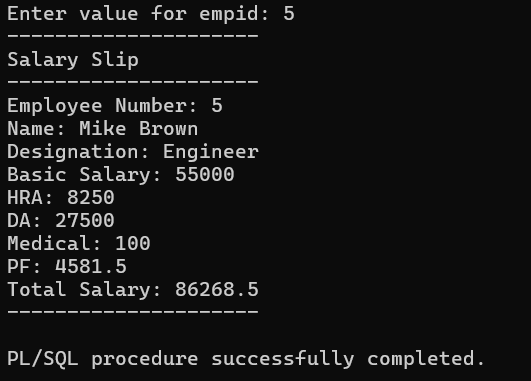 Enter value for empid: 5
---------------------
Salary Slip
---------------------
Employee Number: 5
Name: Mike Brown
Designation: Engineer
Basic Salary: 55000
HRA: 8250
DA: 27500
Medical: 100
PF: 4581.5
Total Salary: 86268.5
---------------------
PL/SQL procedure successfully completed.